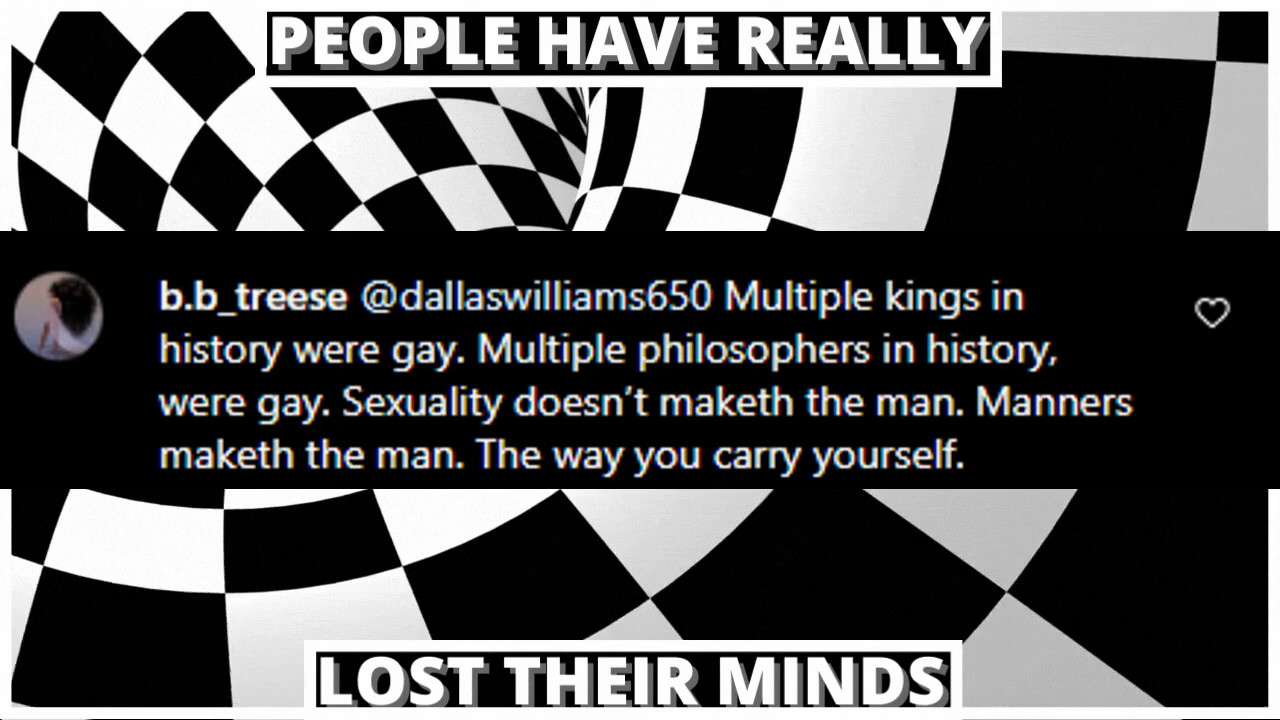 PEOPLE HAVE REALLY
b.b_treese @dallaswilliams650 Multiple kings in
history were gay. Multiple philosophers in history,
were gay. Sexuality doesn’t maketh the man. Manners
maketh the man. The way you carry yourself.
LOST THEIR MINDS